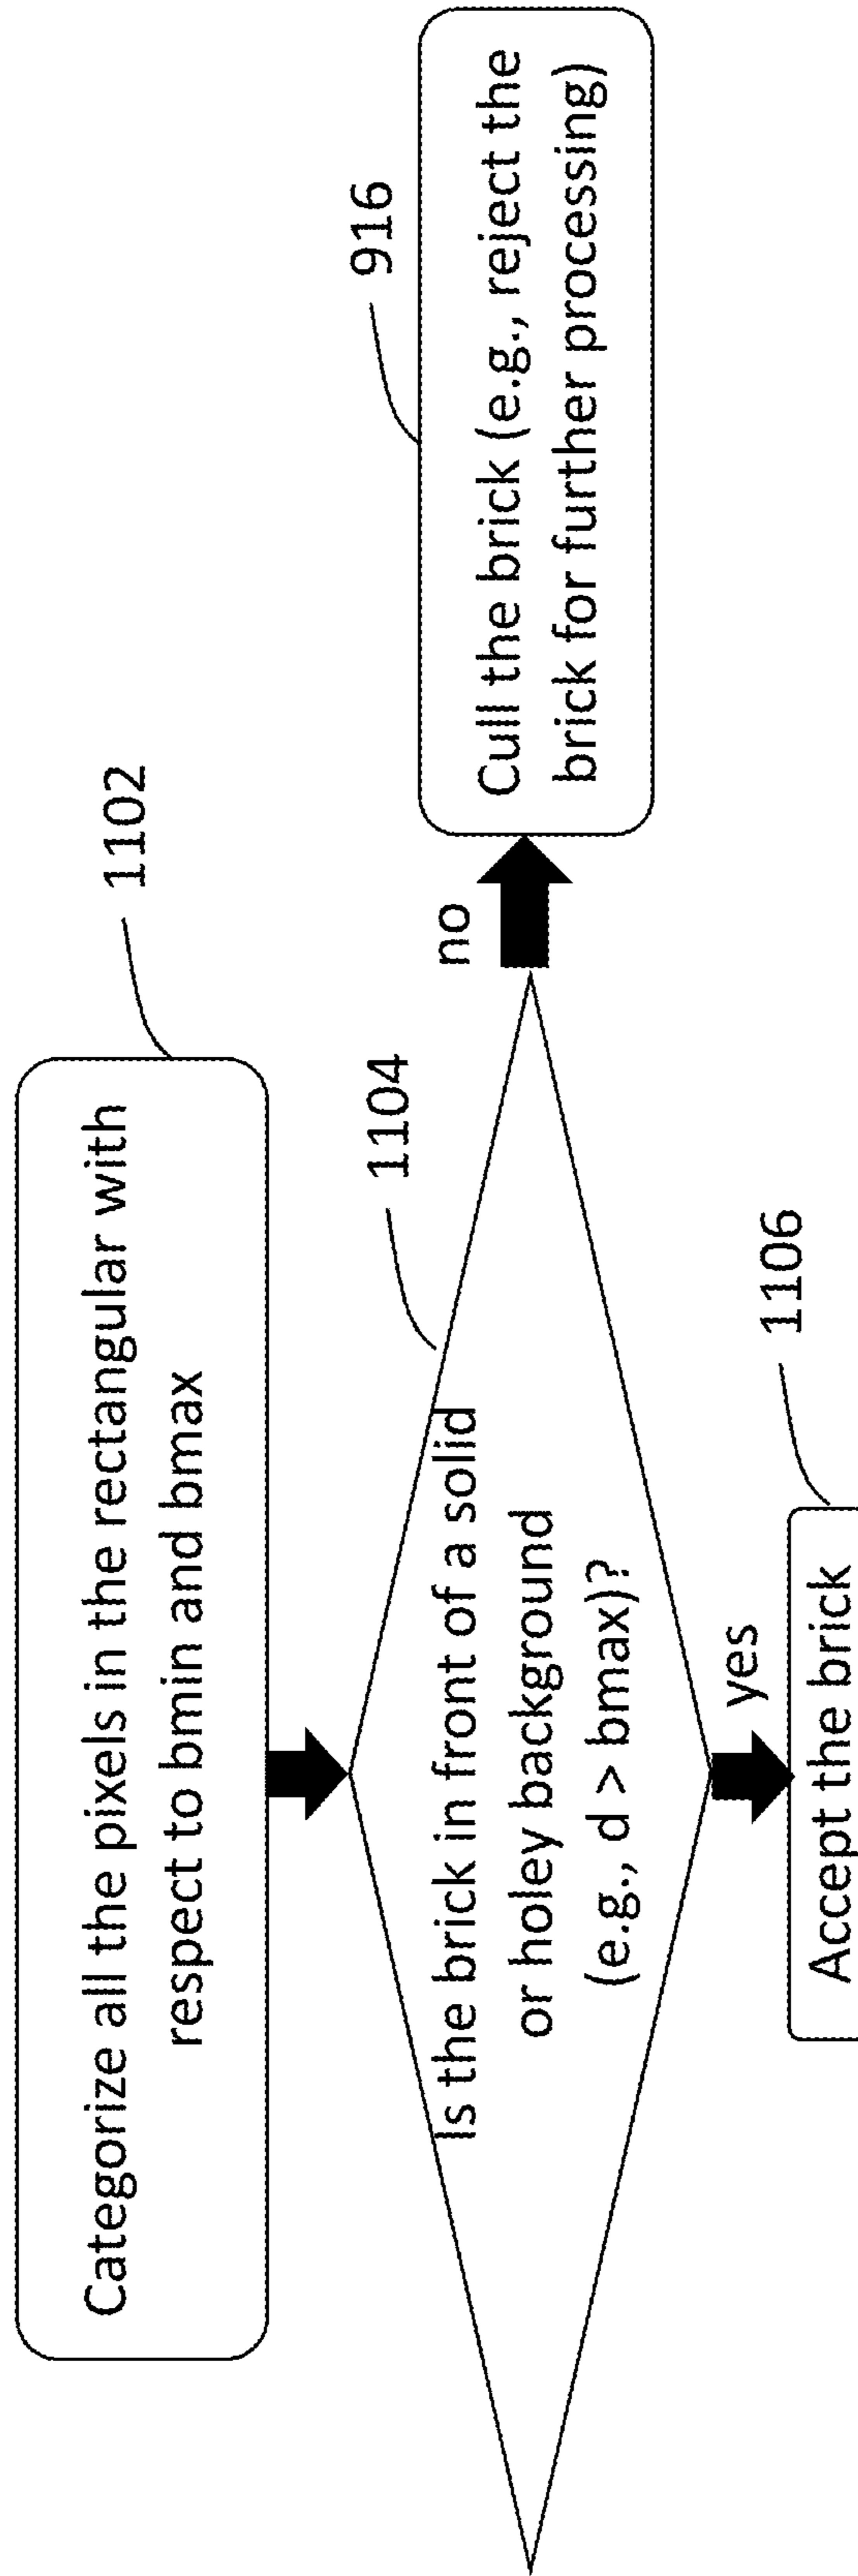 1102
Categorize all the pixels in the rectangular with
respect to bmin and bmax
1104
Is the brick in front of a solid
or holey background
(e.g., d > bmax)?
no
916
Cull the brick (e.g., reject the
brick for further processing)
yes
1106
Accept the brick